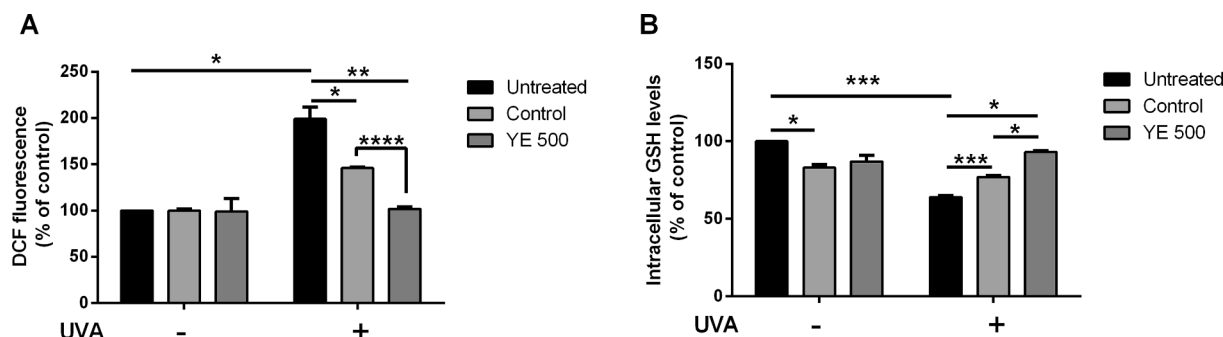 A
DCF fluorescence
(% of control)
250
200
150
100
50
0
*
**
*
****
Untreated
Control
YE 500
UVA - +
B
Intracellular GSH levels
(% of control)
150
100
50
0
***
*
*
*
***
Untreated
Control
YE 500
UVA - +